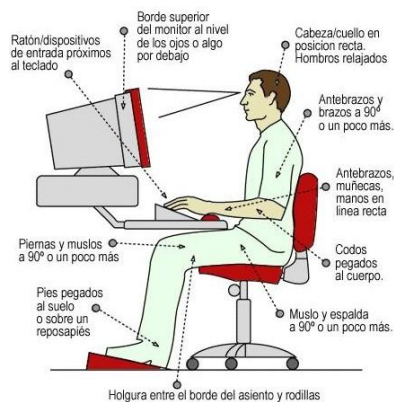 Borde superior
del monitor al nivel
de los ojos o algo
por debajo
Ratón/dispositivos
de entrada próximos
al teclado
Cabeza/cuello en
posicion recta.
Hombros relajados
Antebrazos y
brazos a 90º
o un poco más.
Antebrazos,
muñecas,
manos en
linea recta
Codos
pegados
al cuerpo.
Piernas y muslos
a 90º o un poco más
Pies pegados
al suelo
o sobre un
reposapiés
Muslo y espalda
a 90º o un poco más.
Holgura entre el borde del asiento y rodillas